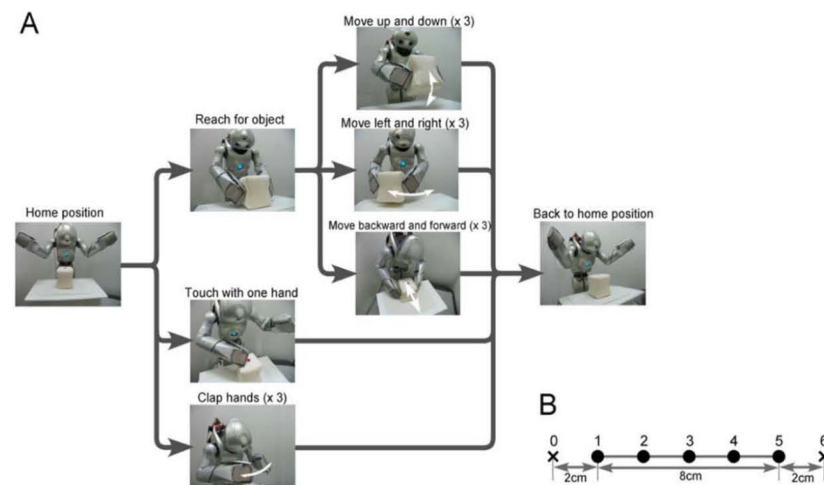 A
Move up and down (x 3)
Reach for object
Move left and right (x 3)
Home position
Move backward and forward (x 3)
Back to home position
Touch with one hand
Clap hands (x 3)
B
0 1 2 3 4 5 6
2cm 8cm 2cm